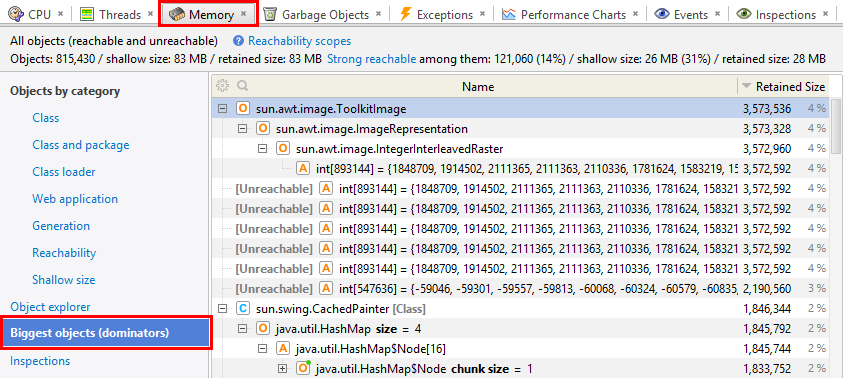 CPU × Threads × Memory × Garbage Objects × Exceptions × Performance Charts × Events × Inspections ×
All objects (reachable and unreachable) Reachability scopes
Objects: 815,430 / shallow size: 83 MB / retained size: 83 MB Strong reachable among them: 121,060 (14%) / shallow size: 26 MB (31%) / retained size: 28 MB
Objects by category
Class
Class and package
Class loader
Web application
Generation
Reachability
Shallow size
Object explorer
Biggest objects (dominators)
Inspections
Name Retained Size
O sun.awt.image.ToolkitImage 3,573,536 4 %
O sun.awt.image.ImageRepresentation 3,573,328 4 %
O sun.awt.image.IntegerInterleavedRaster 3,572,960 4 %
A int[893144] = {1848709, 1914502, 2111365, 2111363, 2110336, 1781624, 1583219, 15 3,572,592 4 %
[Unreachable] A int[893144] = {1848709, 1914502, 2111365, 2111363, 2110336, 1781624, 158321 3,572,592 4 %
[Unreachable] A int[893144] = {1848709, 1914502, 2111365, 2111363, 2110336, 1781624, 158321 3,572,592 4 %
[Unreachable] A int[893144] = {1848709, 1914502, 2111365, 2111363, 2110336, 1781624, 158321 3,572,592 4 %
[Unreachable] A int[893144] = {1848709, 1914502, 2111365, 2111363, 2110336, 1781624, 158321 3,572,592 4 %
[Unreachable] A int[893144] = {1848709, 1914502, 2111365, 2111363, 2110336, 1781624, 158321 3,572,592 4 %
[Unreachable] A int[547636] = {-59046, -59301, -59557, -59813, -60068, -60324, -60579, -60835, 2,190,560 3 %
C sun.swing.CachedPainter [Class] 1,846,344 2 %
O java.util.HashMap size = 4 1,845,792 2 %
A java.util.HashMap$Node[16] 1,845,744 2 %
O java.util.HashMap$Node chunk size = 1 1,833,752 2 %